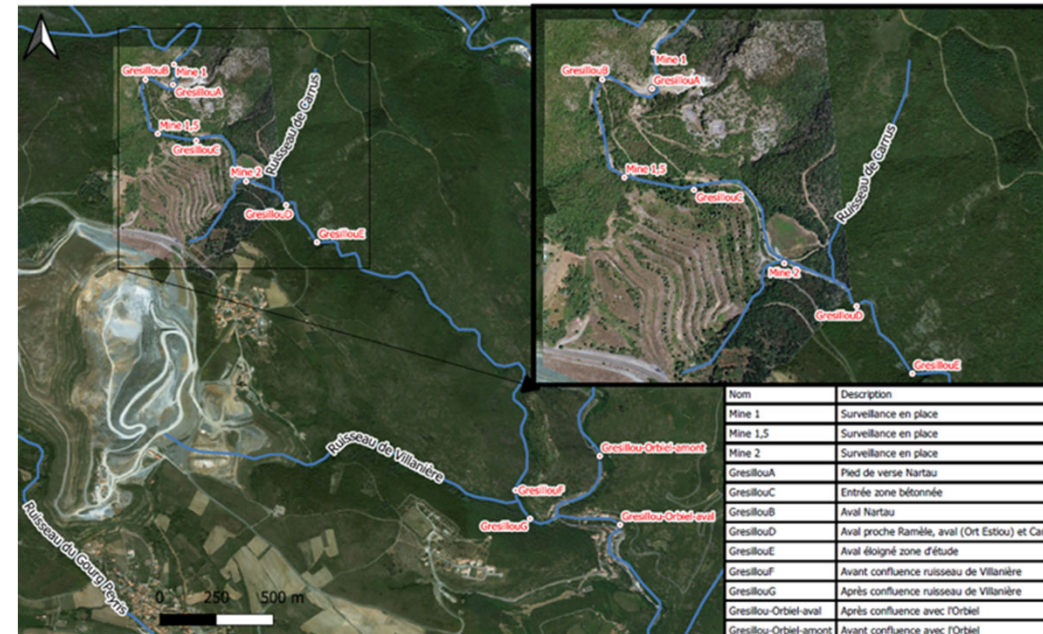 Mine 1
GresillouB
GresillouA
Mine 1,5
GresillouC
Ruisseau de Carrus
Mine 2
GresillouD
GresillouE
Mine 1
GresillouB
GresillouA
Mine 1,5
GresillouC
Ruisseau de Carrus
Mine 2
GresillouD
GresillouE
Ruisseau de Villanière
Gresillou-Orbiel-amont
GresillouF
GresillouG
Gresillou-Orbiel-aval
Ruisseau du Gourg Peyris
0 250 500 m
Nom Description
Mine 1 Surveillance en place
Mine 1,5 Surveillance en place
Mine 2 Surveillance en place
GresillouA Pied de verse Nartau
GresillouC Entrée zone bétonnée
GresillouB Aval Nartau
GresillouD Aval proche Ramèle, aval (Ort Estiou) et Ca
GresillouE Aval éloigné zone d'étude
GresillouF Avant confluence ruisseau de Villanière
GresillouG Après confluence ruisseau de Villanière
Gresillou-Orbiel-aval Après confluence avec l'Orbiel
Gresillou-Orbiel-amont Avant confluence avec l'Orbiel